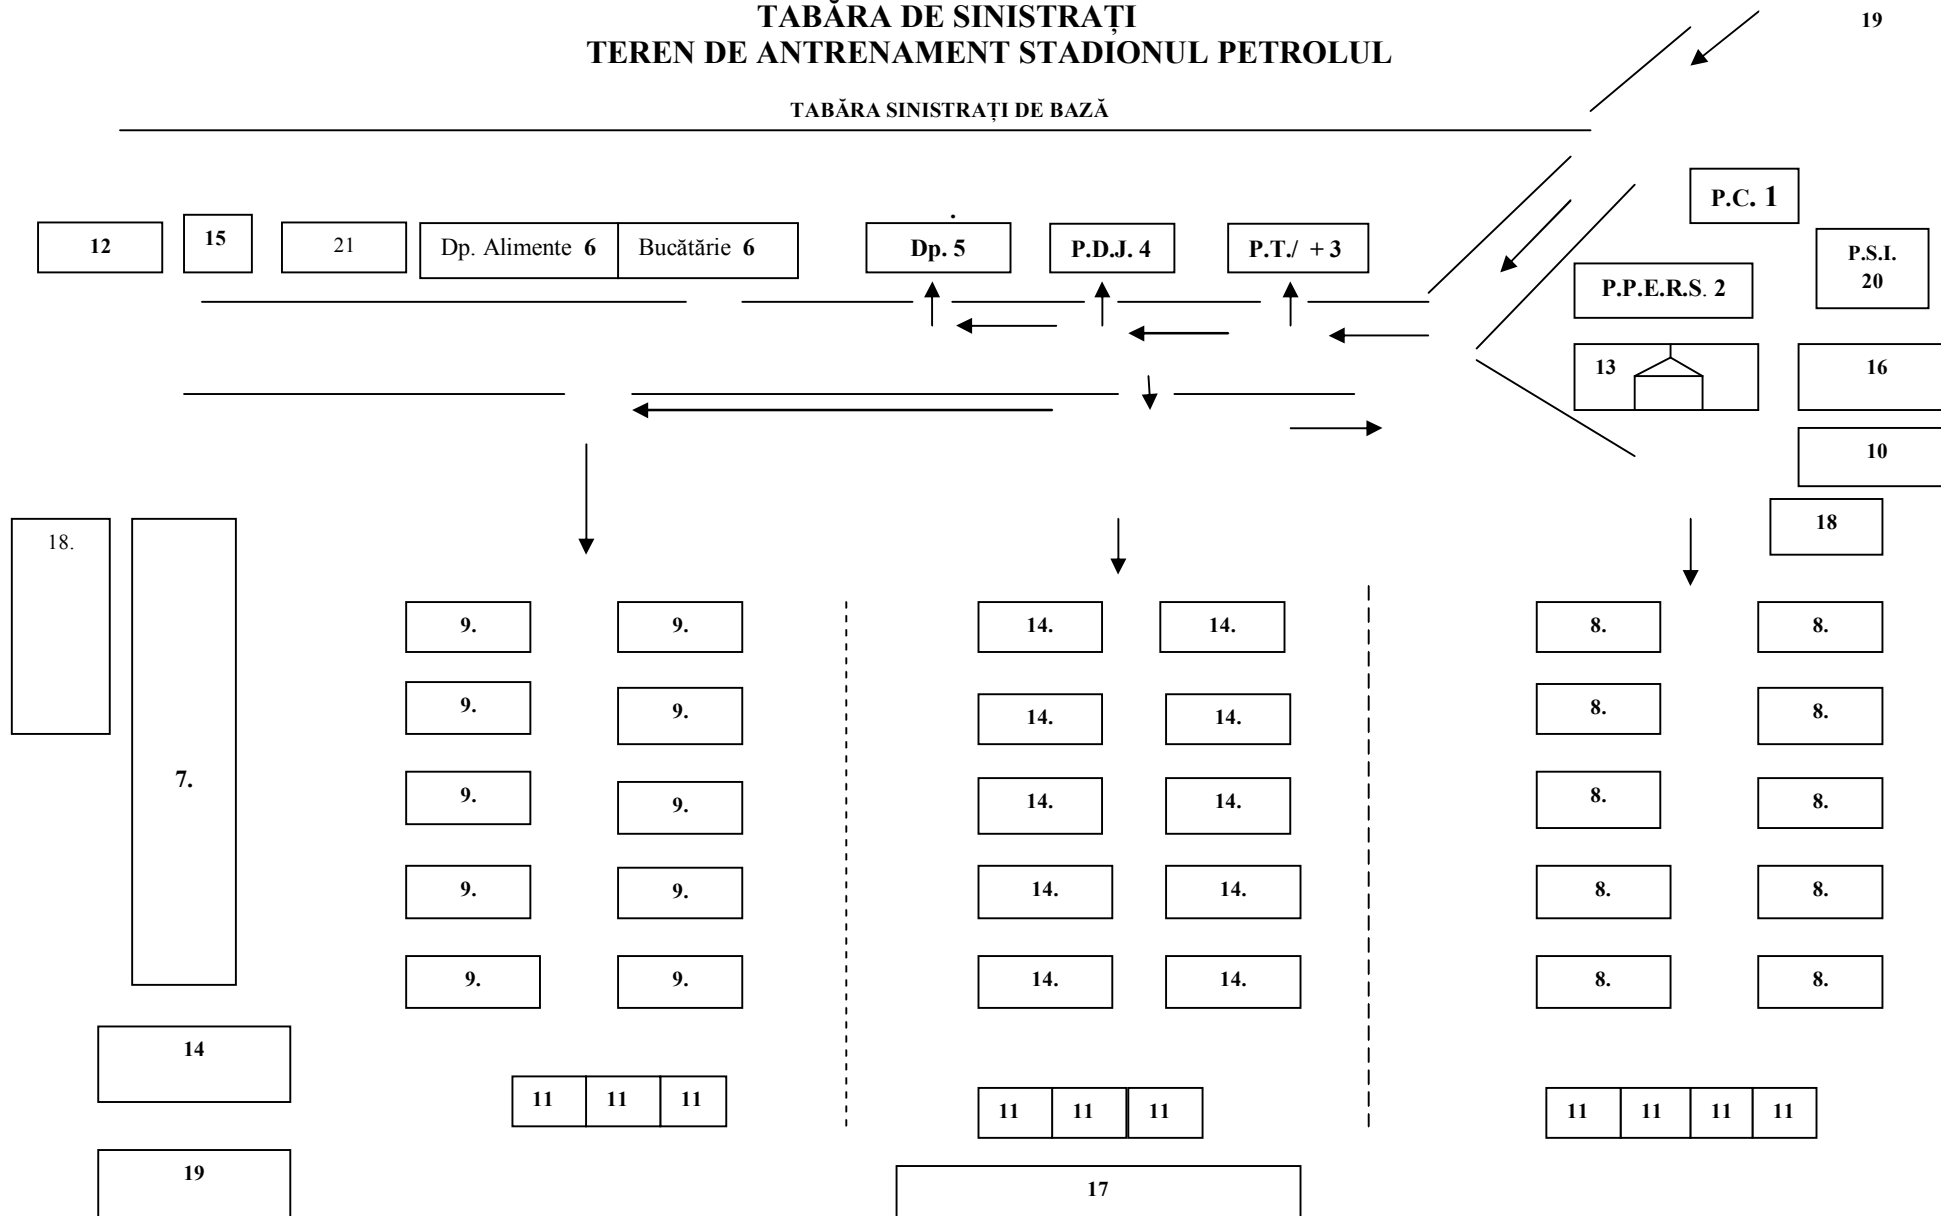 TABĂRA DE SINISTRAȚI
19
TEREN DE ANTRENAMENT STADIONUL PETROLUL
TABĂRA SINISTRAȚI DE BAZĂ
P.C. 1
12
15
21
Dp. Alimente 6
Bucătărie 6
.
Dp. 5
P.D.J. 4
P.T./ + 3
P.P.E.R.S. 2
P.S.I.
20
13
16
10
18
18.
7.
9. 9. 14. 14. 8. 8.
9. 9. 14. 14. 8. 8.
9. 9. 14. 14. 8. 8.
9. 9. 14. 14. 8. 8.
9. 9. 14. 14. 8. 8.
14
11 11 11
11 11 11
11 11 11 11
19
17